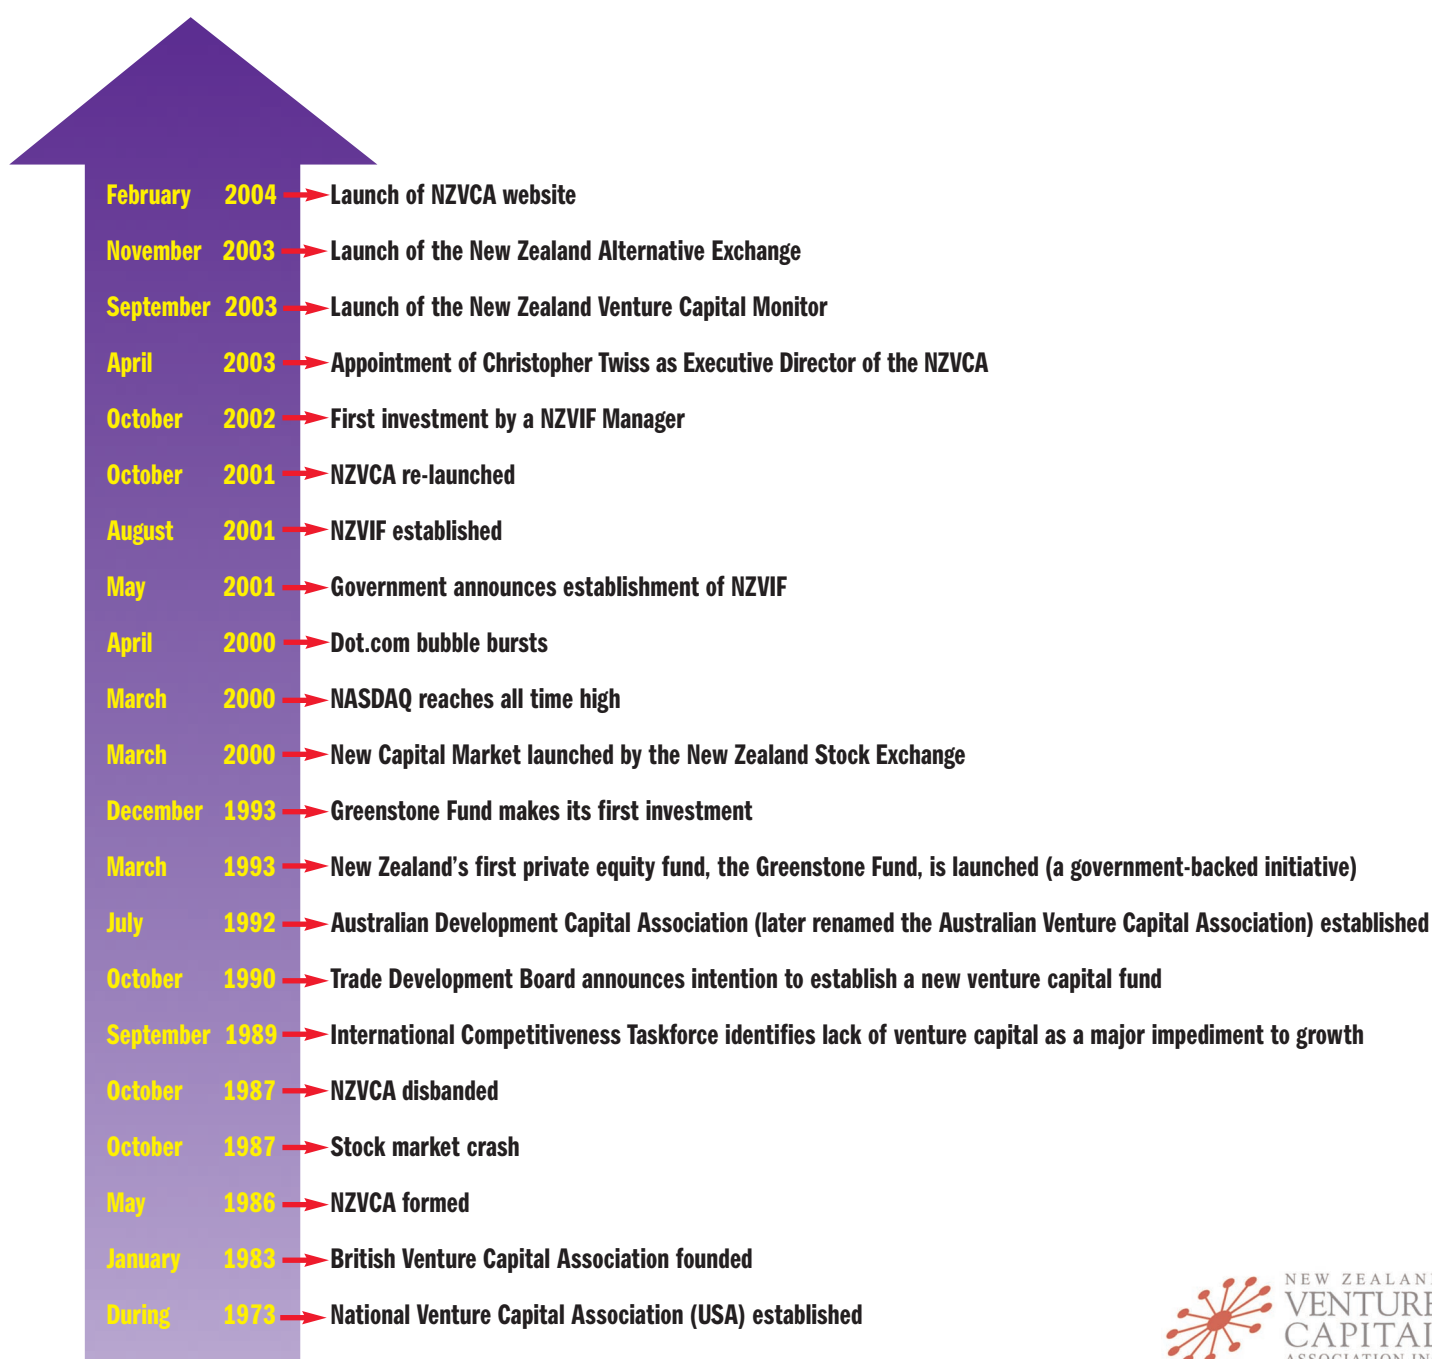 February 2004 Launch of NZVCA website
November 2003 Launch of the New Zealand Alternative Exchange
September 2003 Launch of the New Zealand Venture Capital Monitor
April 2003 Appointment of Christopher Twiss as Executive Director of the NZVCA
October 2002 First investment by a NZVIF Manager
October 2001 NZVCA re-launched
August 2001 NZVIF established
May 2001 Government announces establishment of NZVIF
April 2000 Dot.com bubble bursts
March 2000 NASDAQ reaches all time high
March 2000 New Capital Market launched by the New Zealand Stock Exchange
December 1993 Greenstone Fund makes its first investment
March 1993 New Zealand’s first private equity fund, the Greenstone Fund, is launched (a government-backed initiative)
July 1992 Australian Development Capital Association (later renamed the Australian Venture Capital Association) established
October 1990 Trade Development Board announces intention to establish a new venture capital fund
September 1989 International Competitiveness Taskforce identifies lack of venture capital as a major impediment to growth
October 1987 NZVCA disbanded
October 1987 Stock market crash
May 1986 NZVCA formed
January 1983 British Venture Capital Association founded
During 1973 National Venture Capital Association (USA) established
NEW ZEALAN
VENTURE
CAPITAL
ASSOCIATION IN